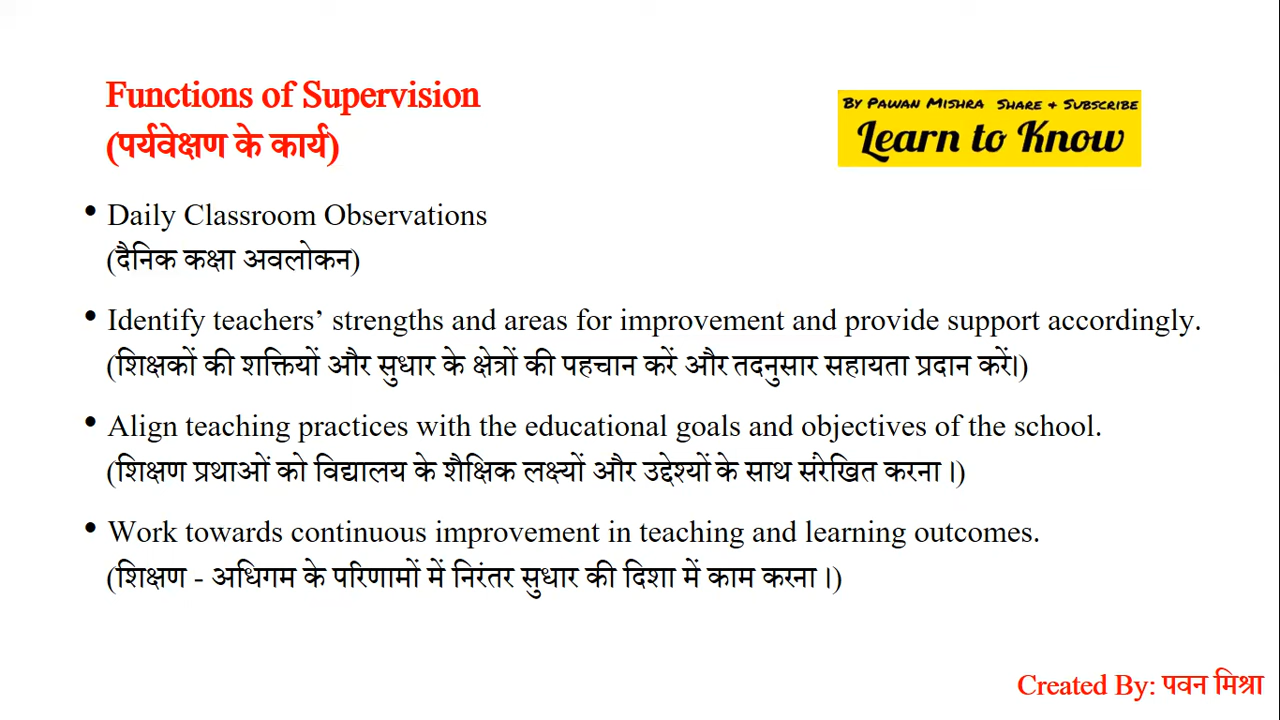 Functions of Supervision
(पर्यवेक्षण के कार्य)
By Pawan Mishra Share + Subscribe
Learn to Know
• Daily Classroom Observations
(दैनिक कक्षा अवलोकन)
• Identify teachers’ strengths and areas for improvement and provide support accordingly.
(शिक्षकों की शक्तियों और सुधार के क्षेत्रों की पहचान करें और तदनुसार सहायता प्रदान करें।)
• Align teaching practices with the educational goals and objectives of the school.
(शिक्षण प्रथाओं को विद्यालय के शैक्षिक लक्ष्यों और उद्देश्यों के साथ संरेखित करना।)
• Work towards continuous improvement in teaching and learning outcomes.
(शिक्षण - अधिगम के परिणामों में निरंतर सुधार की दिशा में काम करना।)
Created By: पवन मिश्रा